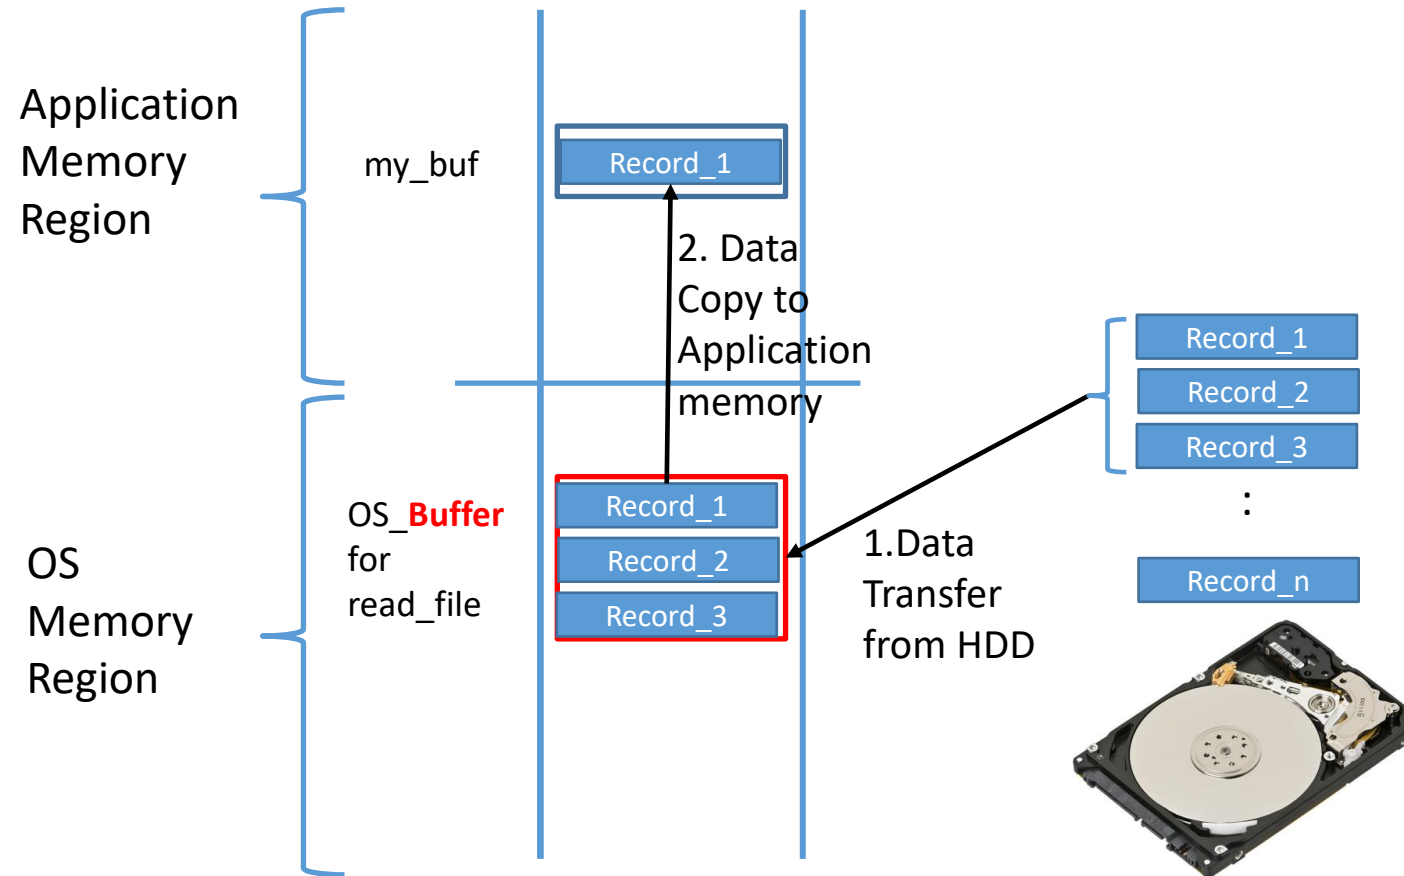 Application
Memory
Region
my_buf
Record_1
2. Data
Copy to
Application
memory
OS
Memory
Region
OS_Buffer
for
read_file
Record_1
Record_2
Record_3
1.Data
Transfer
from HDD
Record_1
Record_2
Record_3
:
Record_n